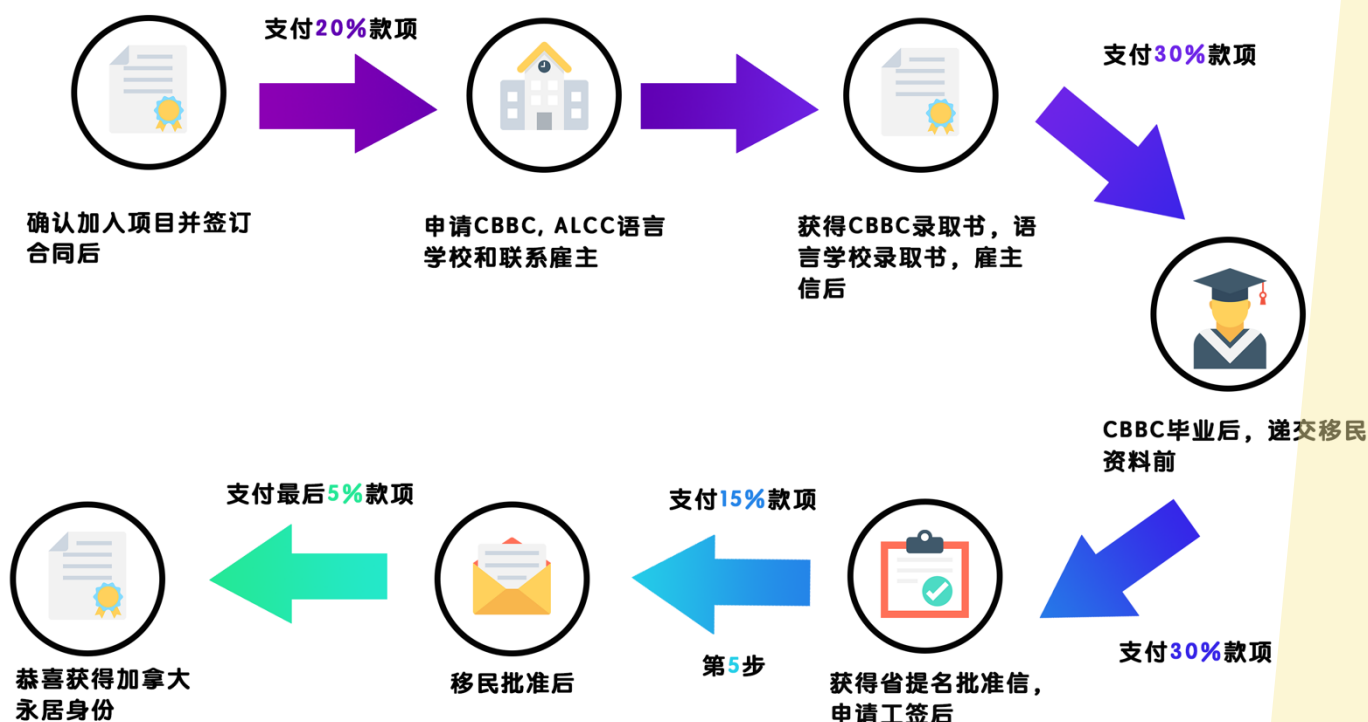 支付20%款项
支付30%款项
确认加入项目并签订
合同后
申请CBBC, ALCC语言
学校和联系雇主
获得CBBC录取书，语
言学校录取书，雇主
信后
CBBC毕业后，递交移民
资料前
支付30%款项
获得省提名批准信，
申请工签后
支付15%款项
第5步
移民批准后
支付最后5%款项
恭喜获得加拿大
永居身份